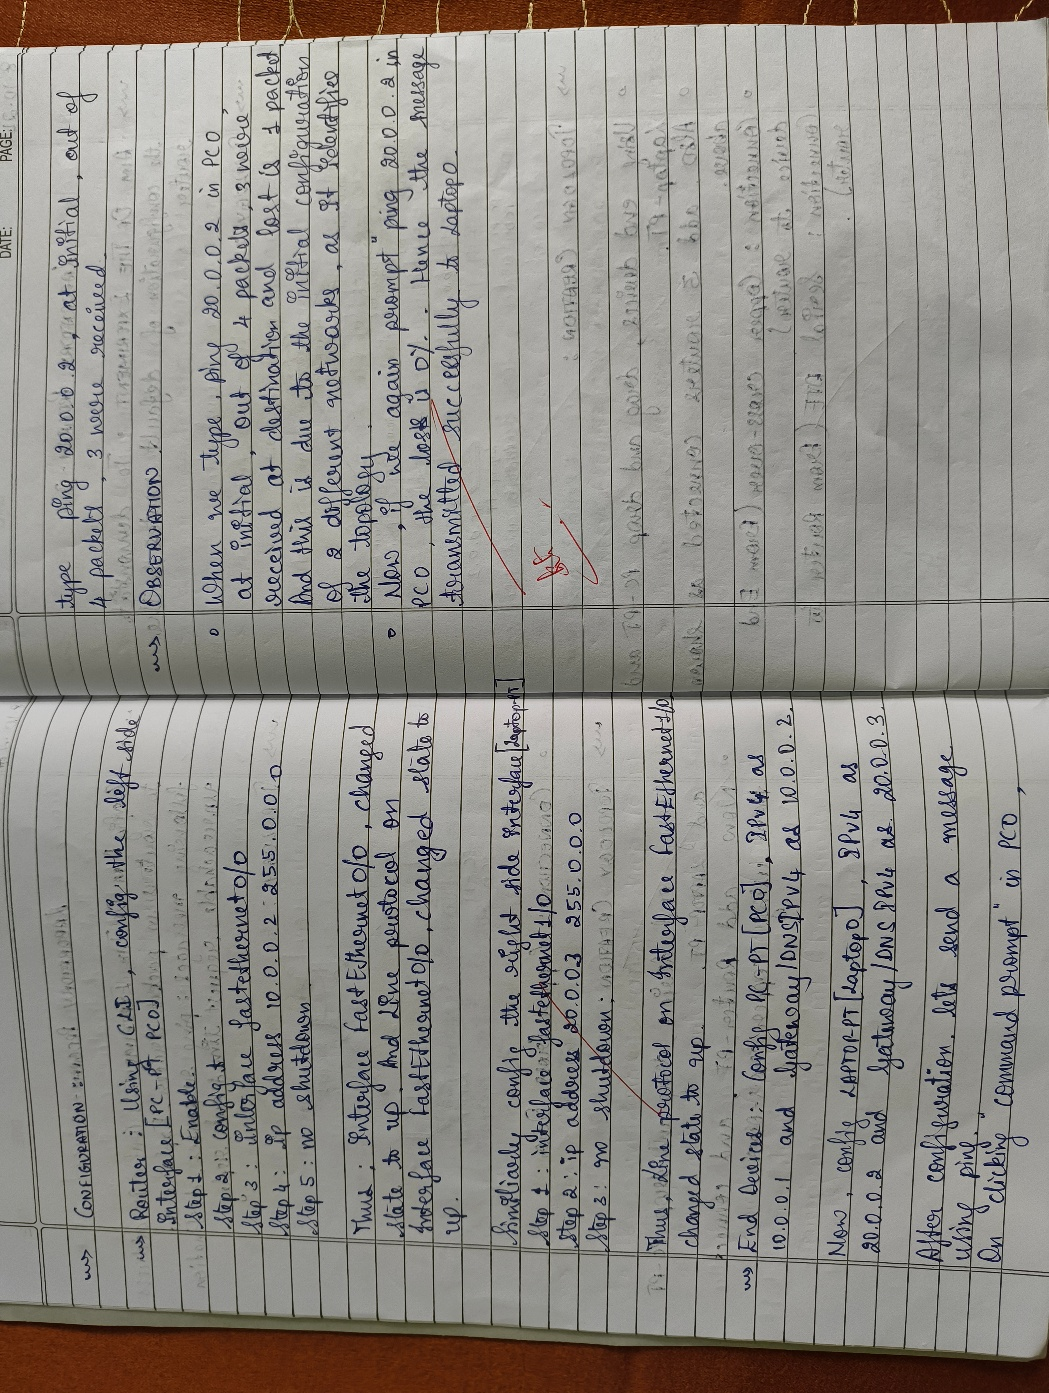 CONFIGURATION:
Router: Using CLI, config the left side
Interface [PC-PT PC0]
Step 1: Enable
Step 2: config t
Step 3: interface fastethernet 0/0
Step 4: ip address 10.0.0.2 255.0.0.0
Step 5: no shutdown
Thus, Interface FastEthernet 0/0, changed
state to up. And Line protocol on
Interface FastEthernet 0/0, changed state to
up.
config the right side Interface [Laptop-PT]
Step 1: interface fastethernet 1/0
Step 2: ip address 20.0.0.3 255.0.0.0
Step 3: no shutdown.
Thus, Line protocol on Interface FastEthernet 1/0
changed state to up.
End Devices: Config PC-PT [PC0], IPv4 as
10.0.0.1 and Gateway/DNS IPv4 as 10.0.0.2.
Now, config LAPTOP-PT [Laptop0], IPv4 as
20.0.0.2 and Gateway/DNS IPv4 as 20.0.0.3
After configuration, lets send a message
using ping.
On "clicking command prompt" in PC0,
DATE: PAGE:
type ping 20.0.0.2, at initial, out of
4 packets, 3 were received.
OBSERVATION:
When we type, ping 20.0.0.2 in PC0,
at initial, out of 4 packets, 3 were
received at destination and lost is 1 packet
And this is due to the initial configuration
of 2 different networks, as it identifies
the topology.
Now, if we again prompt "ping 20.0.0.2 in
PC0, the loss is 0%. Hence the message
transmitted successfully to Laptop0.